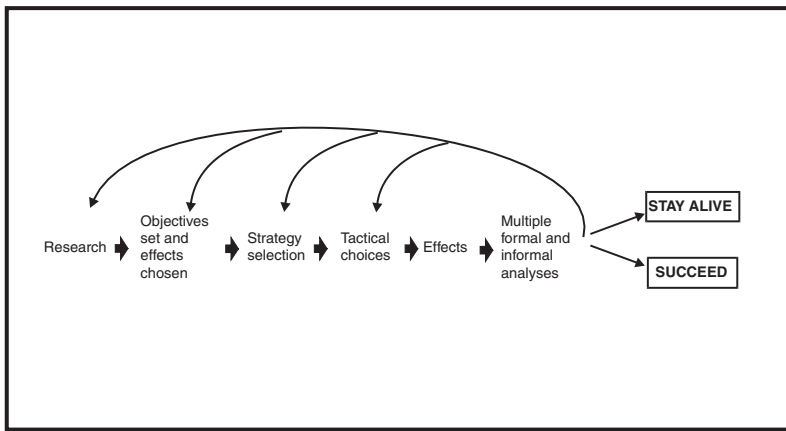 Research
Objectives
set and
effects
chosen
Strategy
selection
Tactical
choices
Effects
Multiple
formal and
informal
analyses
STAY ALIVE
SUCCEED